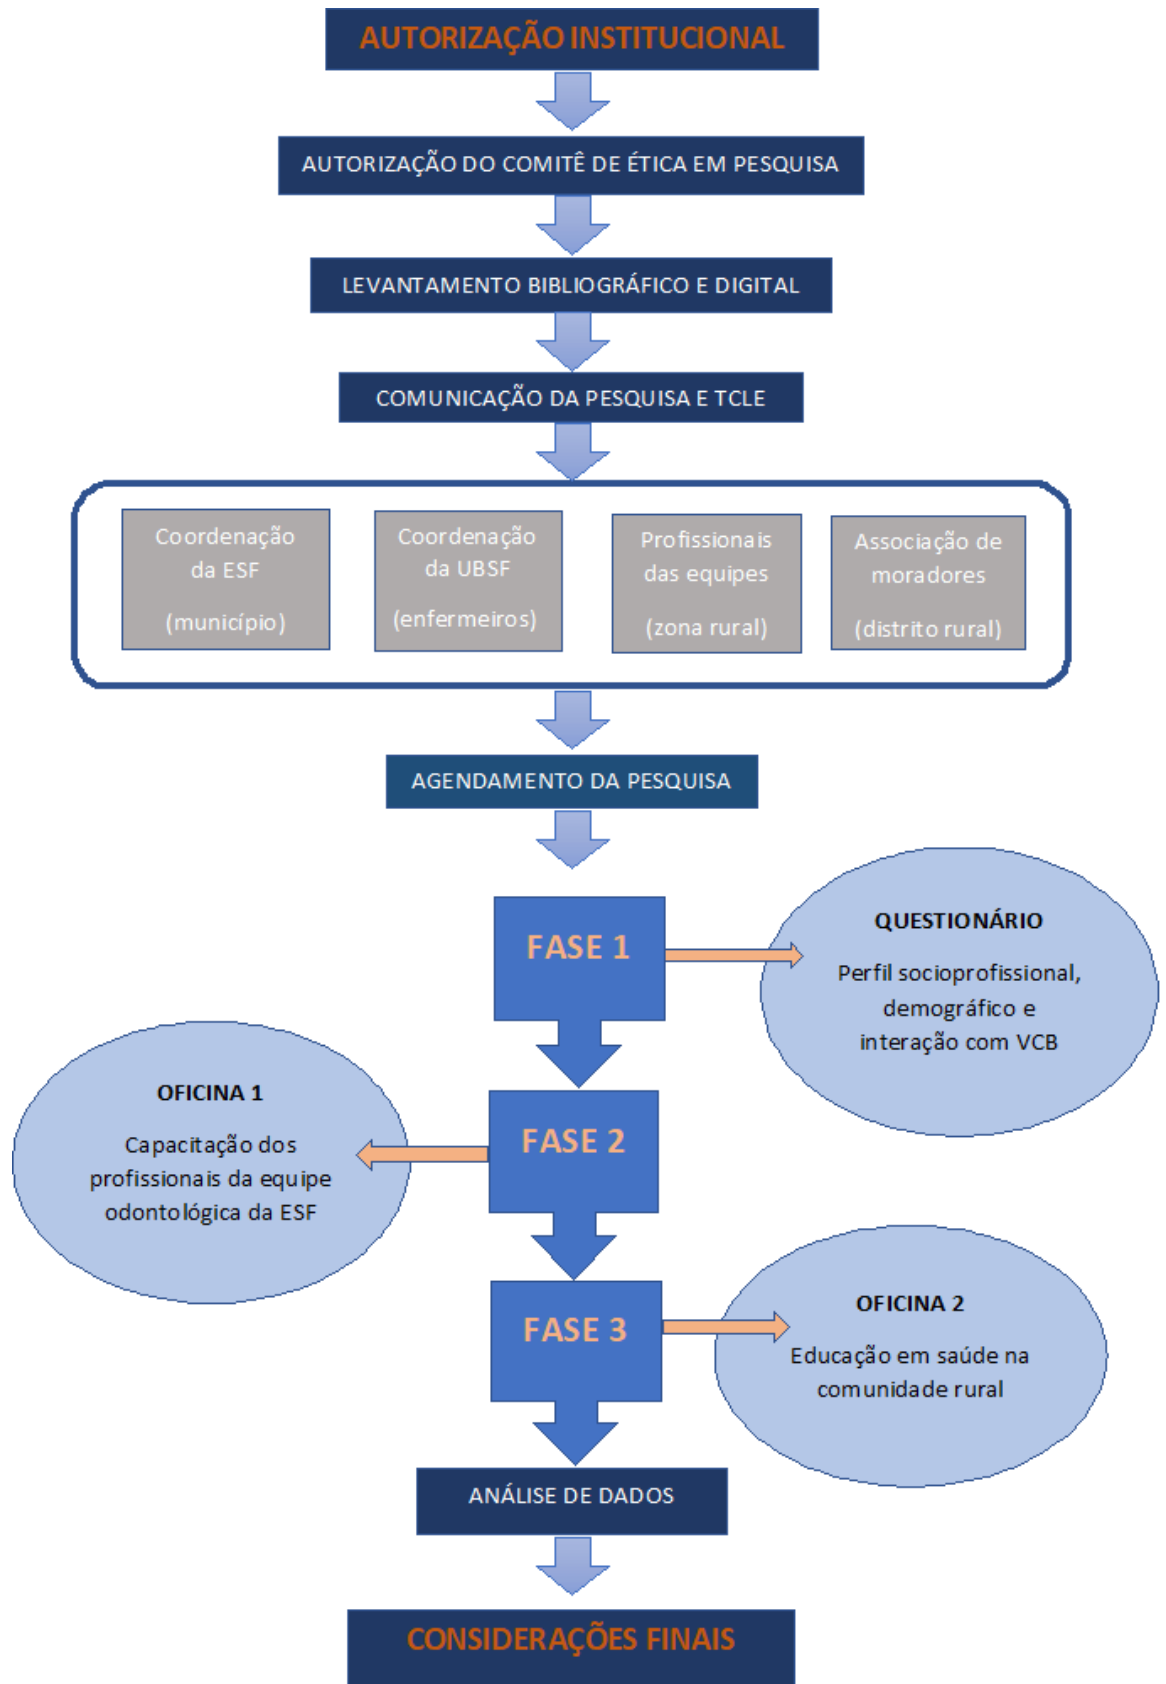 AUTORIZAÇÃO INSTITUCIONAL
AUTORIZAÇÃO DO COMITÊ DE ÉTICA EM PESQUISA
LEVANTAMENTO BIBLIOGRÁFICO E DIGITAL
COMUNICAÇÃO DA PESQUISA E TCLE
Coordenação
da ESF
(município)
Coordenação
da UBSF
(enfermeiros)
Profissionais
das equipes
(zona rural)
Associação de
moradores
(distrito rural)
AGENDAMENTO DA PESQUISA
FASE 1
QUESTIONÁRIO
Perfil socioprofissional,
demográfico e
interação com VCB
FASE 2
OFICINA 1
Capacitação dos
profissionais da equipe
odontológica da ESF
FASE 3
OFICINA 2
Educação em saúde na
comunidade rural
ANÁLISE DE DADOS
CONSIDERAÇÕES FINAIS